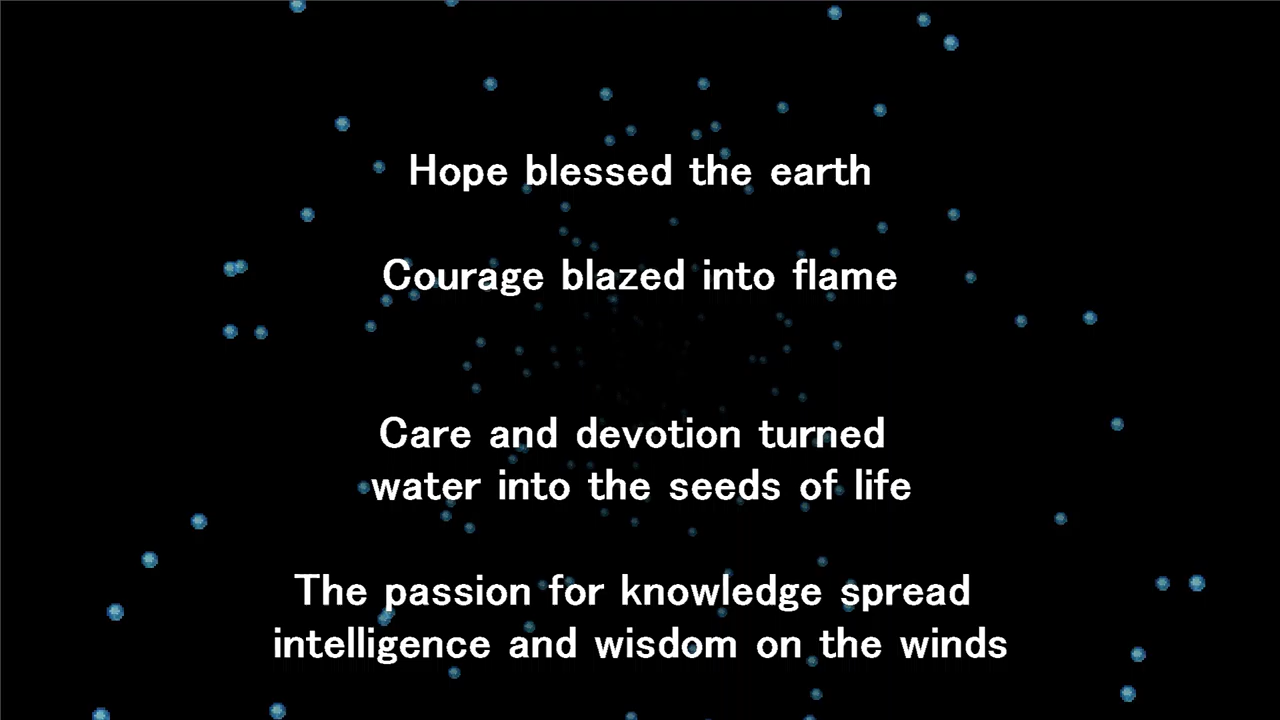 Hope blessed the earth
Courage blazed into flame
Care and devotion turned
water into the seeds of life
The passion for knowledge spread
intelligence and wisdom on the winds